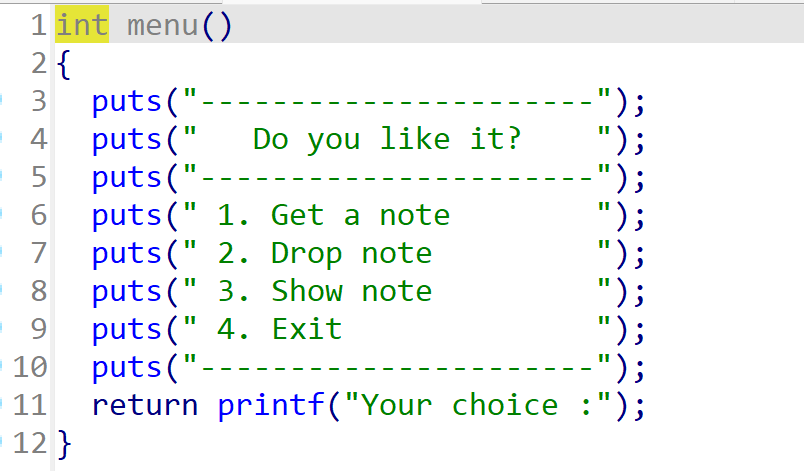 1 int menu()
2 {
3   puts("----------------------");
4   puts("   Do you like it?    ");
5   puts("----------------------");
6   puts(" 1. Get a note        ");
7   puts(" 2. Drop note         ");
8   puts(" 3. Show note         ");
9   puts(" 4. Exit              ");
10   puts("----------------------");
11   return printf("Your choice :");
12 }